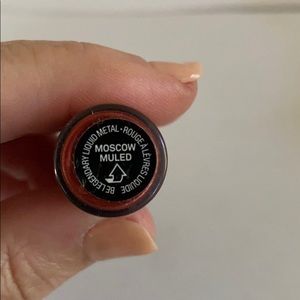 BE LEGENDARY LIQUID METAL • ROUGE À LÈVRES LIQUIDE
MOSCOW
MULED